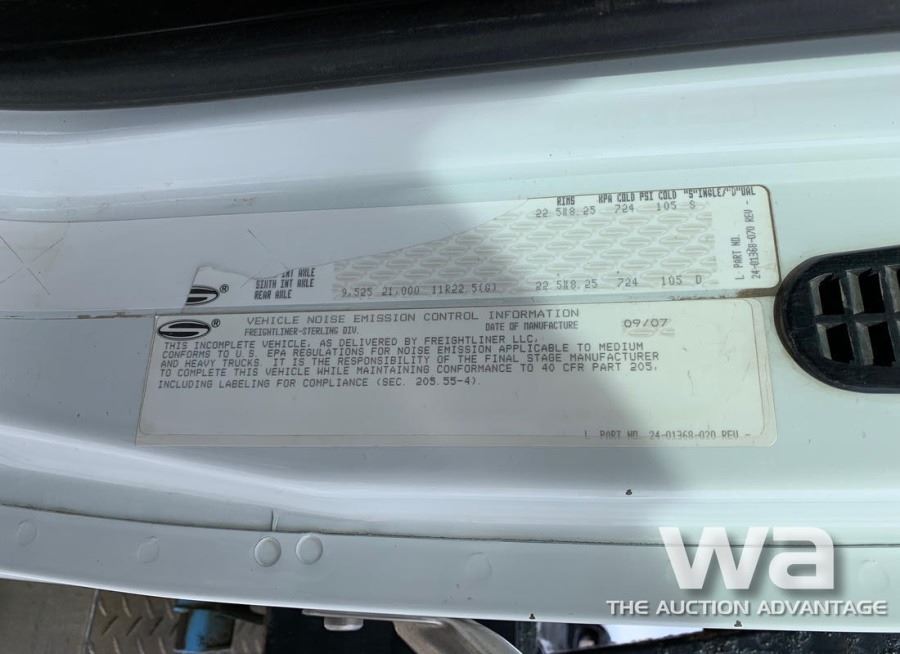 RIMS KPA COLD PSI COLD "S"INGLE/"D"UAL
22.5X8.25 724 105 S
INT AXLE
SIXTH INT AXLE
REAR AXLE 9,525 21,000 11R22.5(G) 22.5X8.25 724 105 D
L PART NO.
24-01368-070 REV -
®
VEHICLE NOISE EMISSION CONTROL INFORMATION
FREIGHTLINER-STERLING DIV. DATE OF MANUFACTURE 09/07
THIS INCOMPLETE VEHICLE, AS DELIVERED BY FREIGHTLINER LLC,
CONFORMS TO U.S. EPA REGULATIONS FOR NOISE EMISSION APPLICABLE TO MEDIUM
AND HEAVY TRUCKS. IT IS THE RESPONSIBILITY OF THE FINAL STAGE MANUFACTURER
TO COMPLETE THIS VEHICLE WHILE MAINTAINING CONFORMANCE TO 40 CFR PART 205,
INCLUDING LABELING FOR COMPLIANCE (SEC. 205.55-4).
L PART NO. 24-01368-020 REV -
wa
THE AUCTION ADVANTAGE